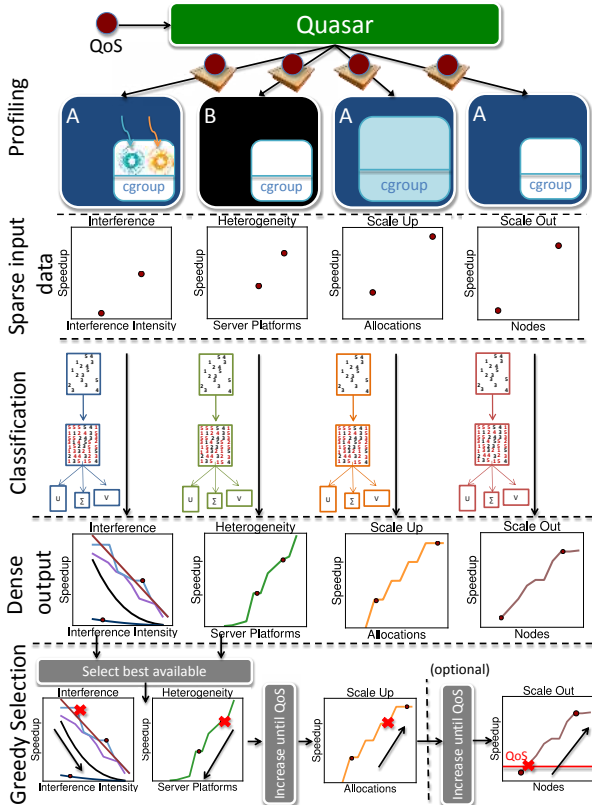 Quasar
QoS
Profiling
A
B
A
A
cgroup
cgroup
cgroup
cgroup
Sparse input
data
Interference
Heterogeneity
Scale Up
Scale Out
Speedup
Speedup
Speedup
Speedup
Interference Intensity
Server Platforms
Allocations
Nodes
Classification
U
Σ
V
U
Σ
V
U
Σ
V
U
Σ
V
Dense
output
Interference
Heterogeneity
Scale Up
Scale Out
Speedup
Speedup
Speedup
Speedup
Interference Intensity
Server Platforms
Allocations
Nodes
Greedy Selection
Select best available
(optional)
Interference
Heterogeneity
Scale Up
Scale Out
Speedup
Speedup
Increase until QoS
Speedup
Increase until QoS
Speedup
QoS
Interference Intensity
Server Platforms
Allocations
Nodes